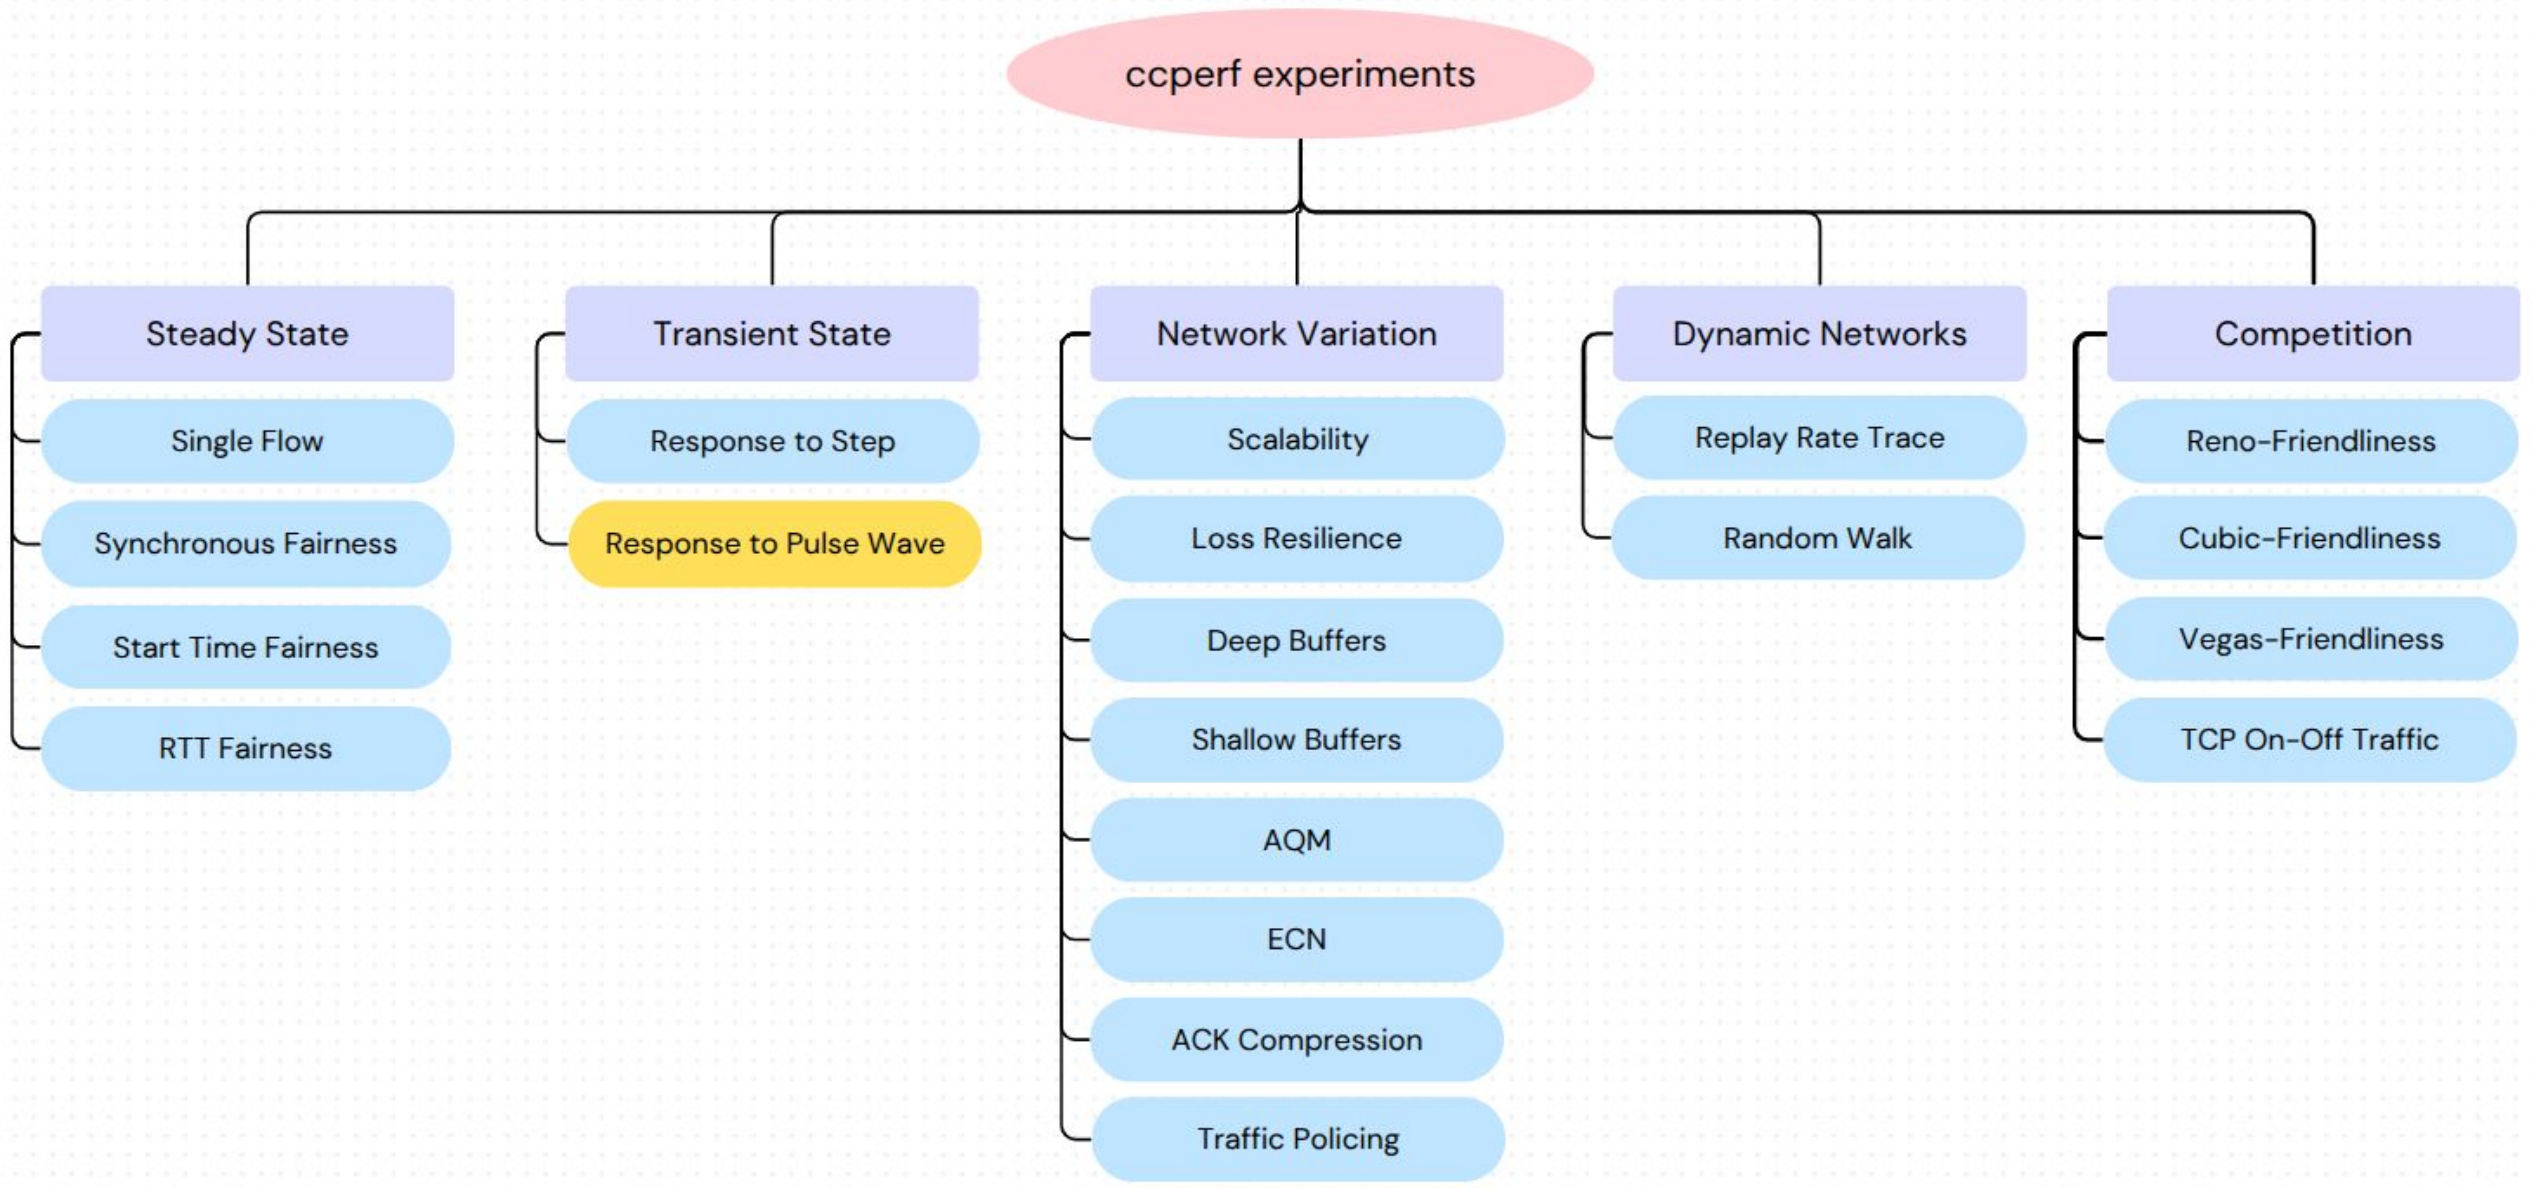 ccperf experiments
Steady State
Single Flow
Synchronous Fairness
Start Time Fairness
RTT Fairness
Transient State
Response to Step
Response to Pulse Wave
Network Variation
Scalability
Loss Resilience
Deep Buffers
Shallow Buffers
AQM
ECN
ACK Compression
Traffic Policing
Dynamic Networks
Replay Rate Trace
Random Walk
Competition
Reno-Friendliness
Cubic-Friendliness
Vegas-Friendliness
TCP On-Off Traffic